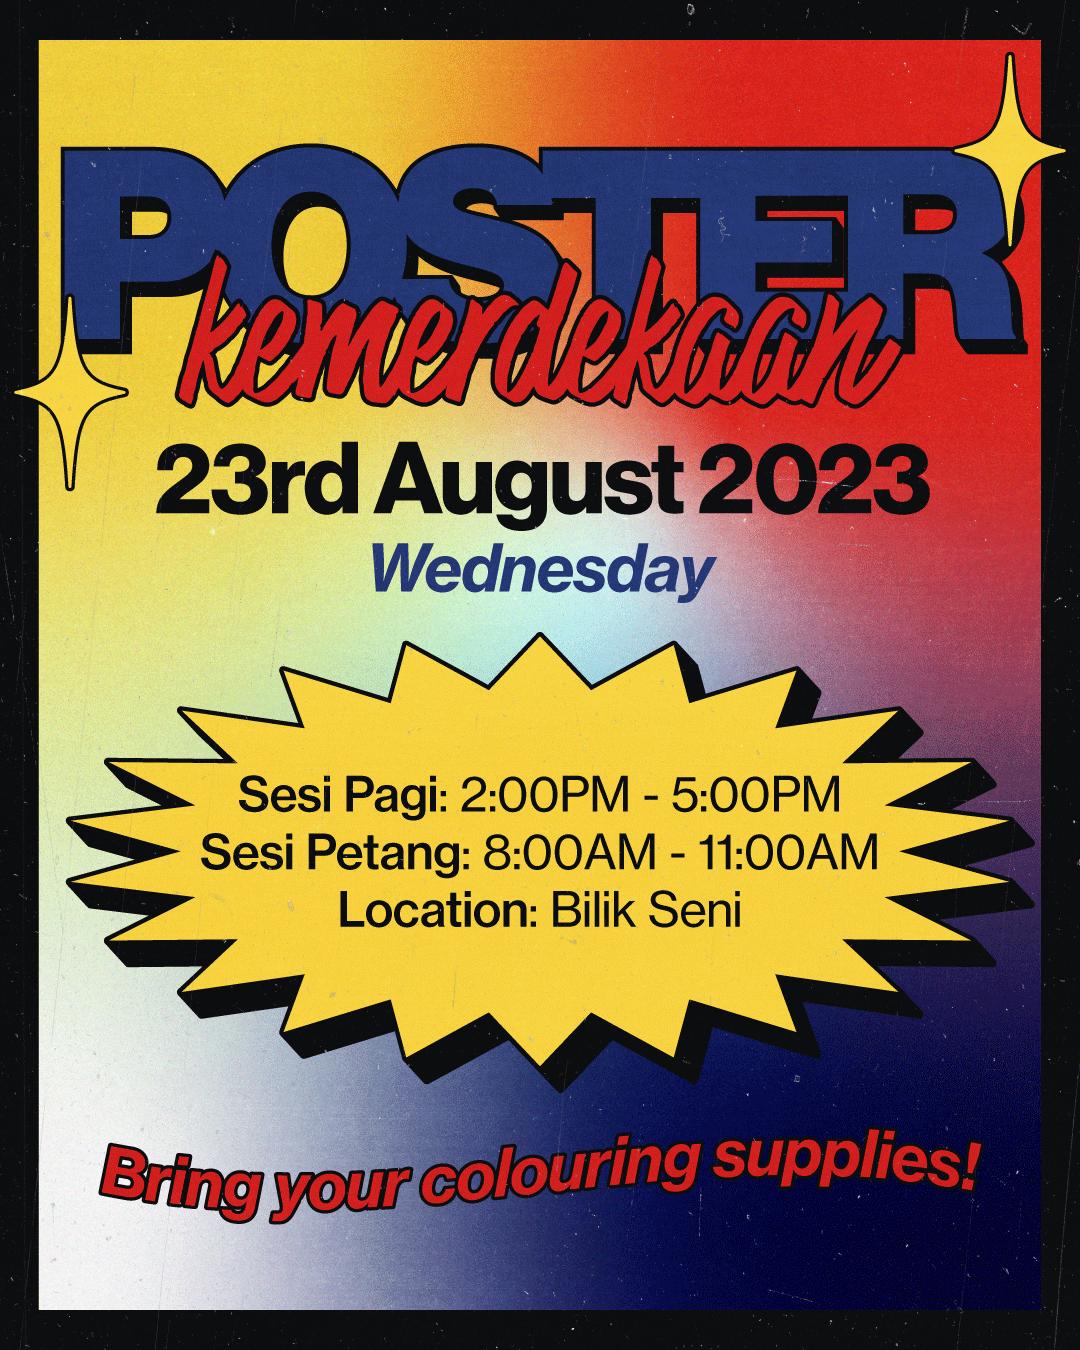 POSTER
kemerdekaan
23rd August 2023
Wednesday
Sesi Pagi: 2:00PM - 5:00PM
Sesi Petang: 8:00AM - 11:00AM
Location: Bilik Seni
Bring your colouring supplies!